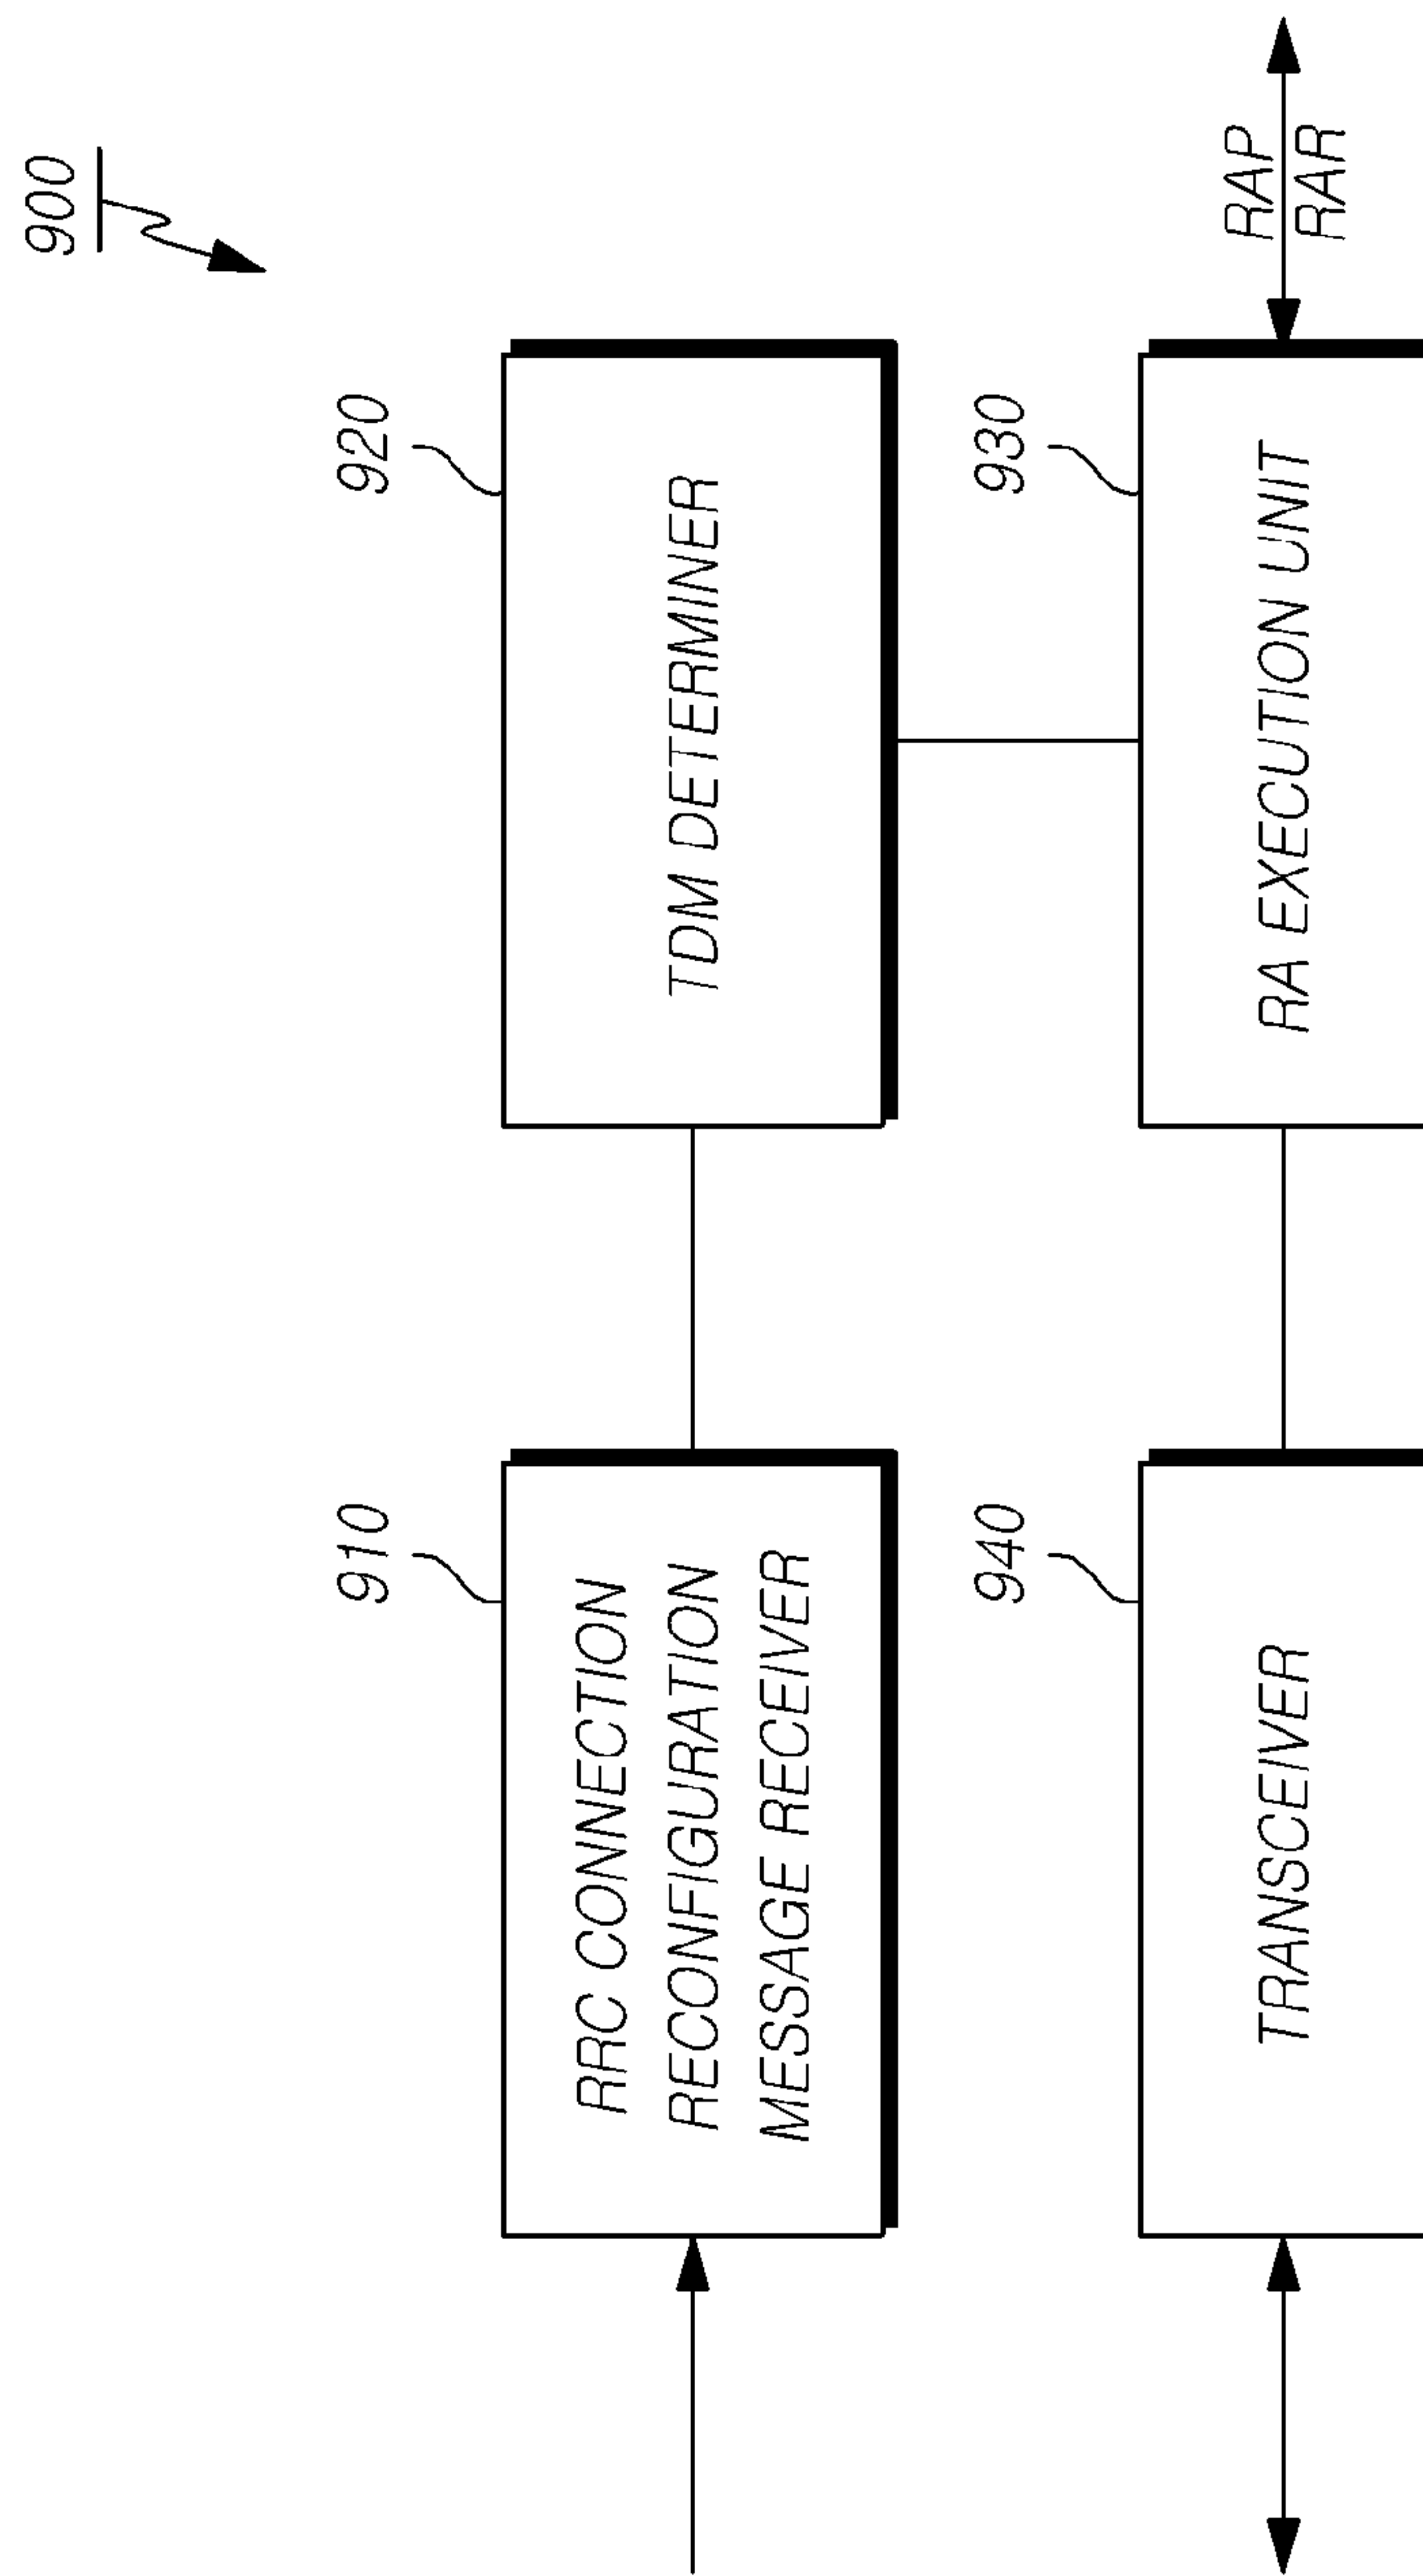 900
910
RRC CONNECTION
RECONFIGURATION
MESSAGE RECEIVER
920
TDM DETERMINER
940
TRANSCEIVER
930
RA EXECUTION UNIT
RAP
RAR